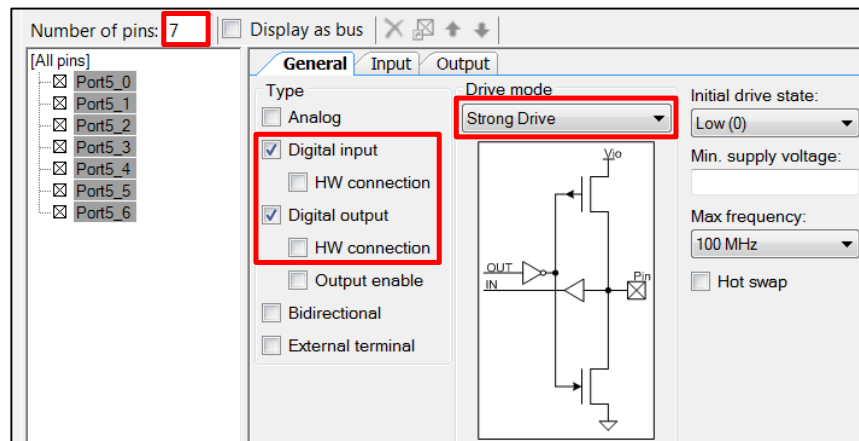 Number of pins: 7 Display as bus
[All pins]
Port5_0
Port5_1
Port5_2
Port5_3
Port5_4
Port5_5
Port5_6
General Input Output
Type
Analog
Digital input
HW connection
Digital output
HW connection
Output enable
Bidirectional
External terminal
Drive mode
Strong Drive
Vio
OUT
IN
Pin
Initial drive state:
Low (0)
Min. supply voltage:
Max frequency:
100 MHz
Hot swap